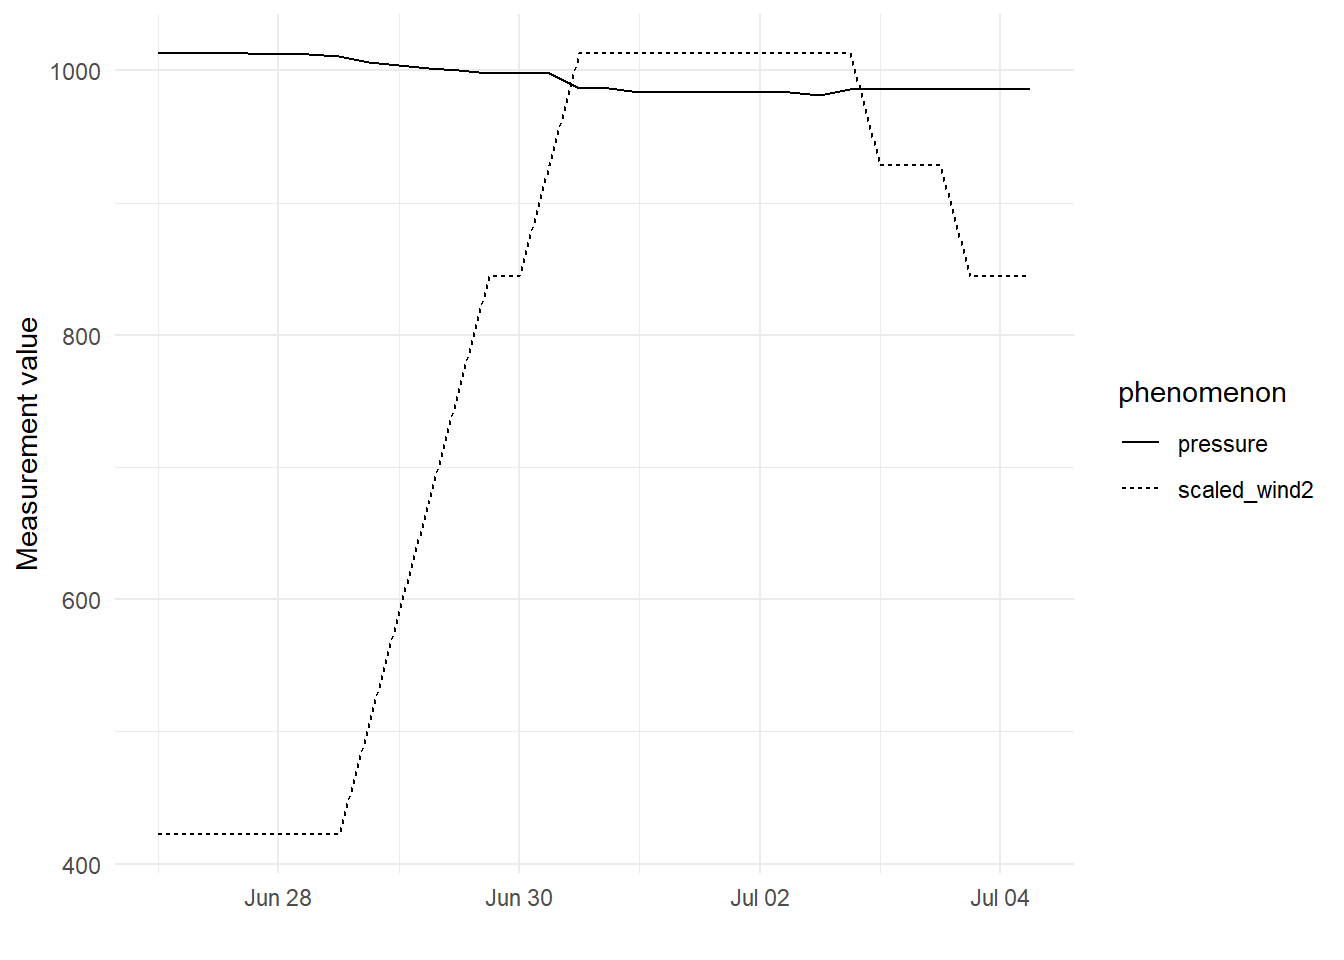 Measurement value
1000
800
600
400
Jun 28
Jun 30
Jul 02
Jul 04
phenomenon
pressure
scaled_wind2